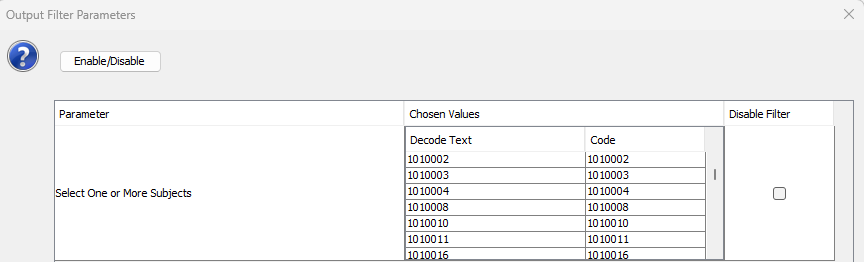 Output Filter Parameters
?
Enable/Disable
Parameter Chosen Values Disable Filter
Decode Text Code
1010002 1010002
1010003 1010003
1010004 1010004
Select One or More Subjects
1010008 1010008
1010010 1010010
1010011 1010011
1010016 1010016